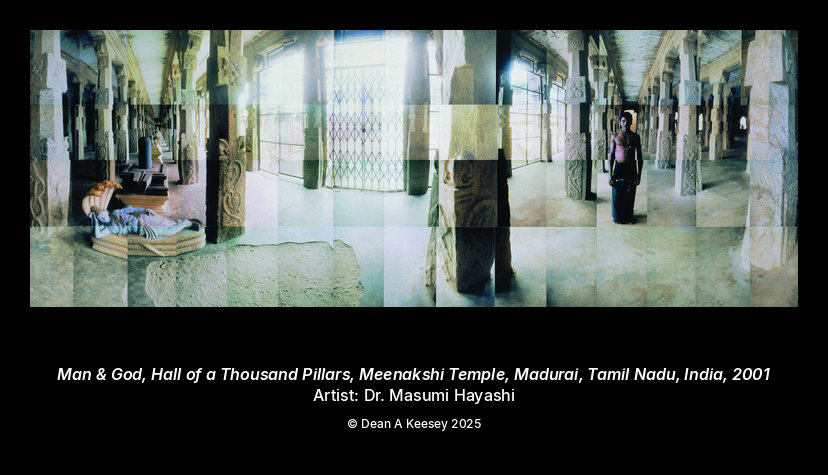 Man & God, Hall of a Thousand Pillars, Meenakshi Temple, Madurai, Tamil Nadu, India, 2001
Artist: Dr. Masumi Hayashi
© Dean A Keesey 2025